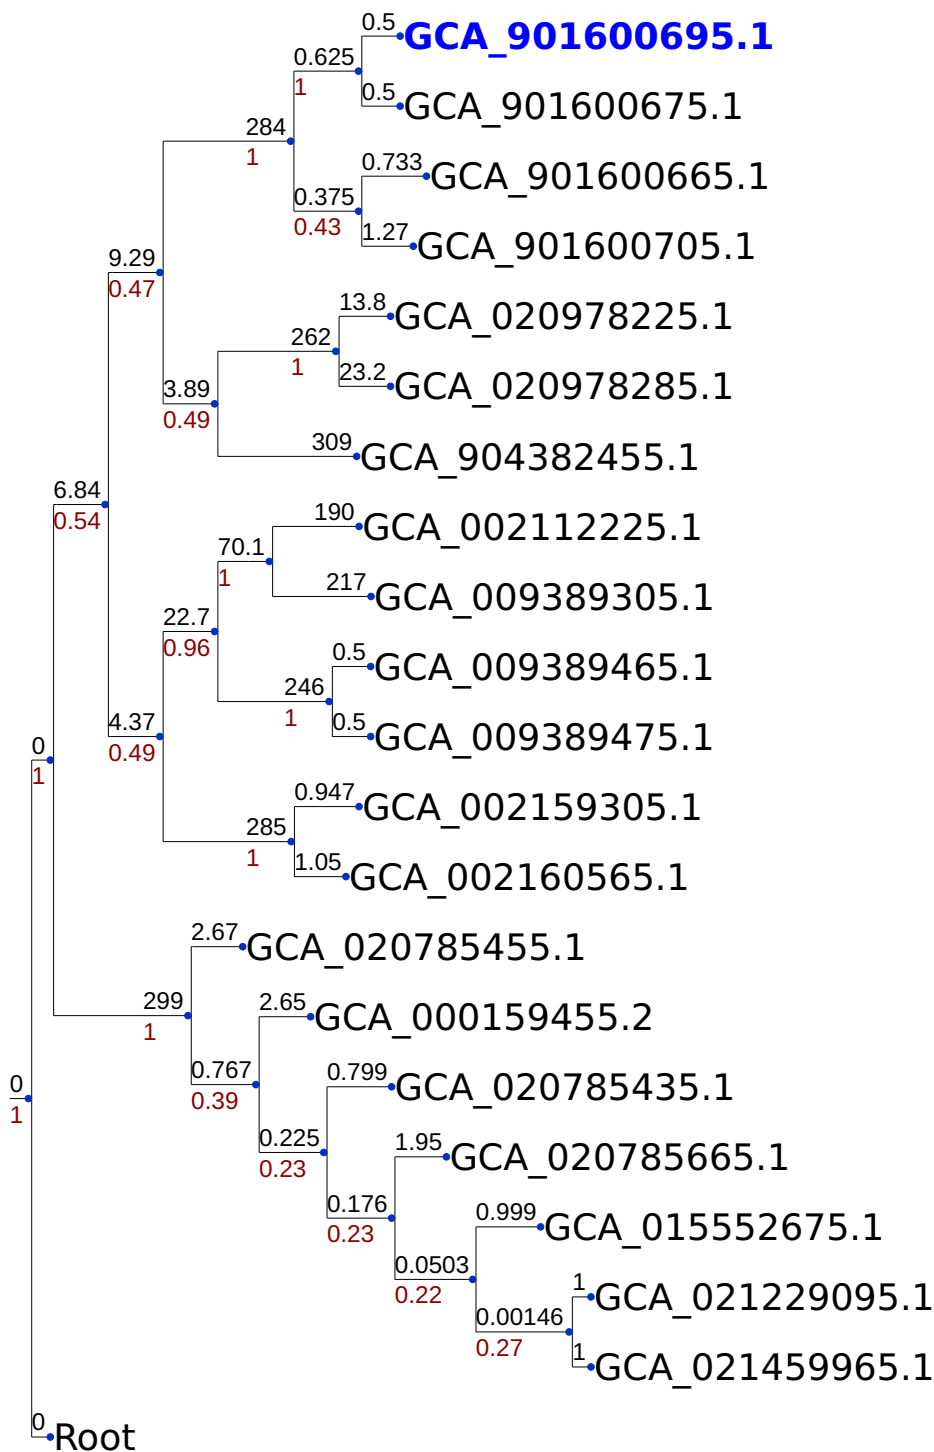 0.5
GCA_901600695.1
0.625
1
0.5
GCA_901600675.1
284
1
0.733
GCA_901600665.1
0.375
0.43
1.27
GCA_901600705.1
9.29
0.47
13.8
GCA_020978225.1
262
1
23.2
GCA_020978285.1
3.89
0.49
309
GCA_904382455.1
6.84
0.54
190
GCA_002112225.1
70.1
1
217
GCA_009389305.1
22.7
0.96
0.5
GCA_009389465.1
246
1
0.5
GCA_009389475.1
4.37
0.49
0
1
0.947
GCA_002159305.1
285
1
1.05
GCA_002160565.1
2.67
GCA_020785455.1
299
1
2.65
GCA_000159455.2
0.767
0.39
0
1
0.799
GCA_020785435.1
0.225
0.23
1.95
GCA_020785665.1
0.176
0.23
0.999
GCA_015552675.1
0.0503
0.22
1
GCA_021229095.1
0.00146
0.27
1
GCA_021459965.1
0
Root